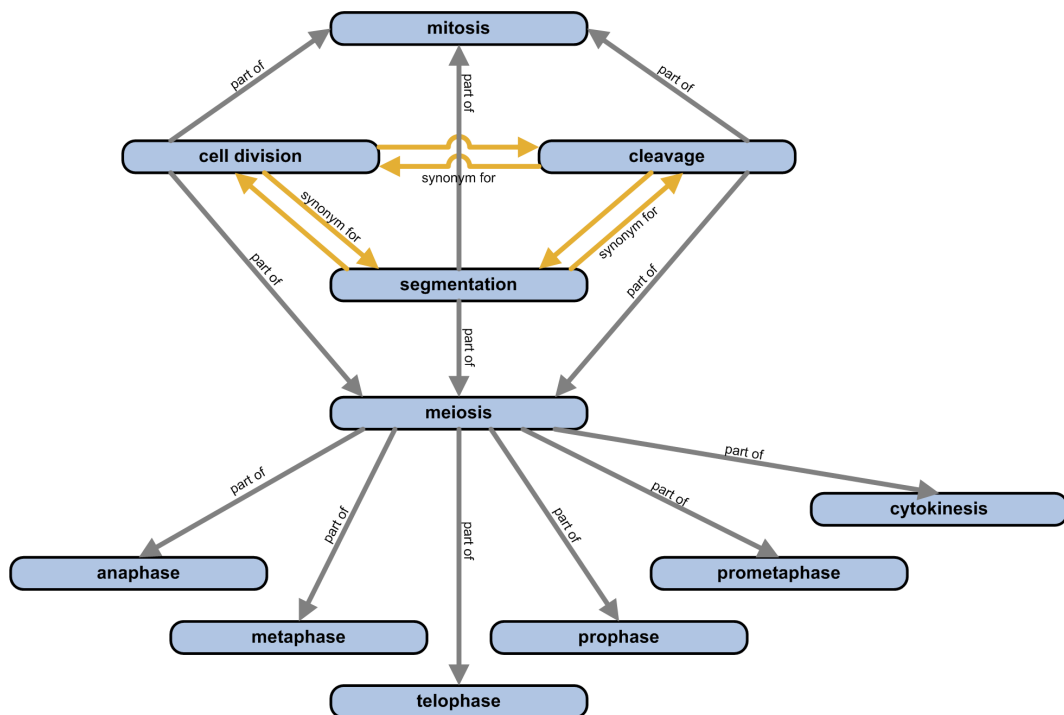 mitosis
part of
part of
part of
cell division
cleavage
synonym for
synonym for
synonym for
part of
part of
segmentation
part of
meiosis
part of
part of
part of
part of
part of
part of
cytokinesis
anaphase
prometaphase
metaphase
prophase
telophase